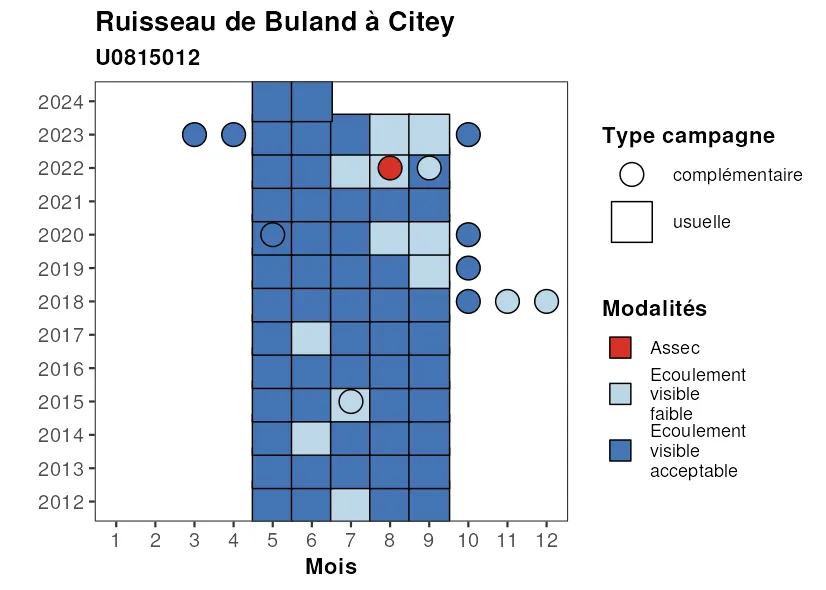 Ruisseau de Buland à Citey
U0815012
2024
2023
2022
2021
2020
2019
2018
2017
2016
2015
2014
2013
2012
1 2 3 4 5 6 7 8 9 10 11 12
Mois
Type campagne
complémentaire
usuelle
Modalités
Assec
Ecoulement
visible
faible
Ecoulement
visible
acceptable